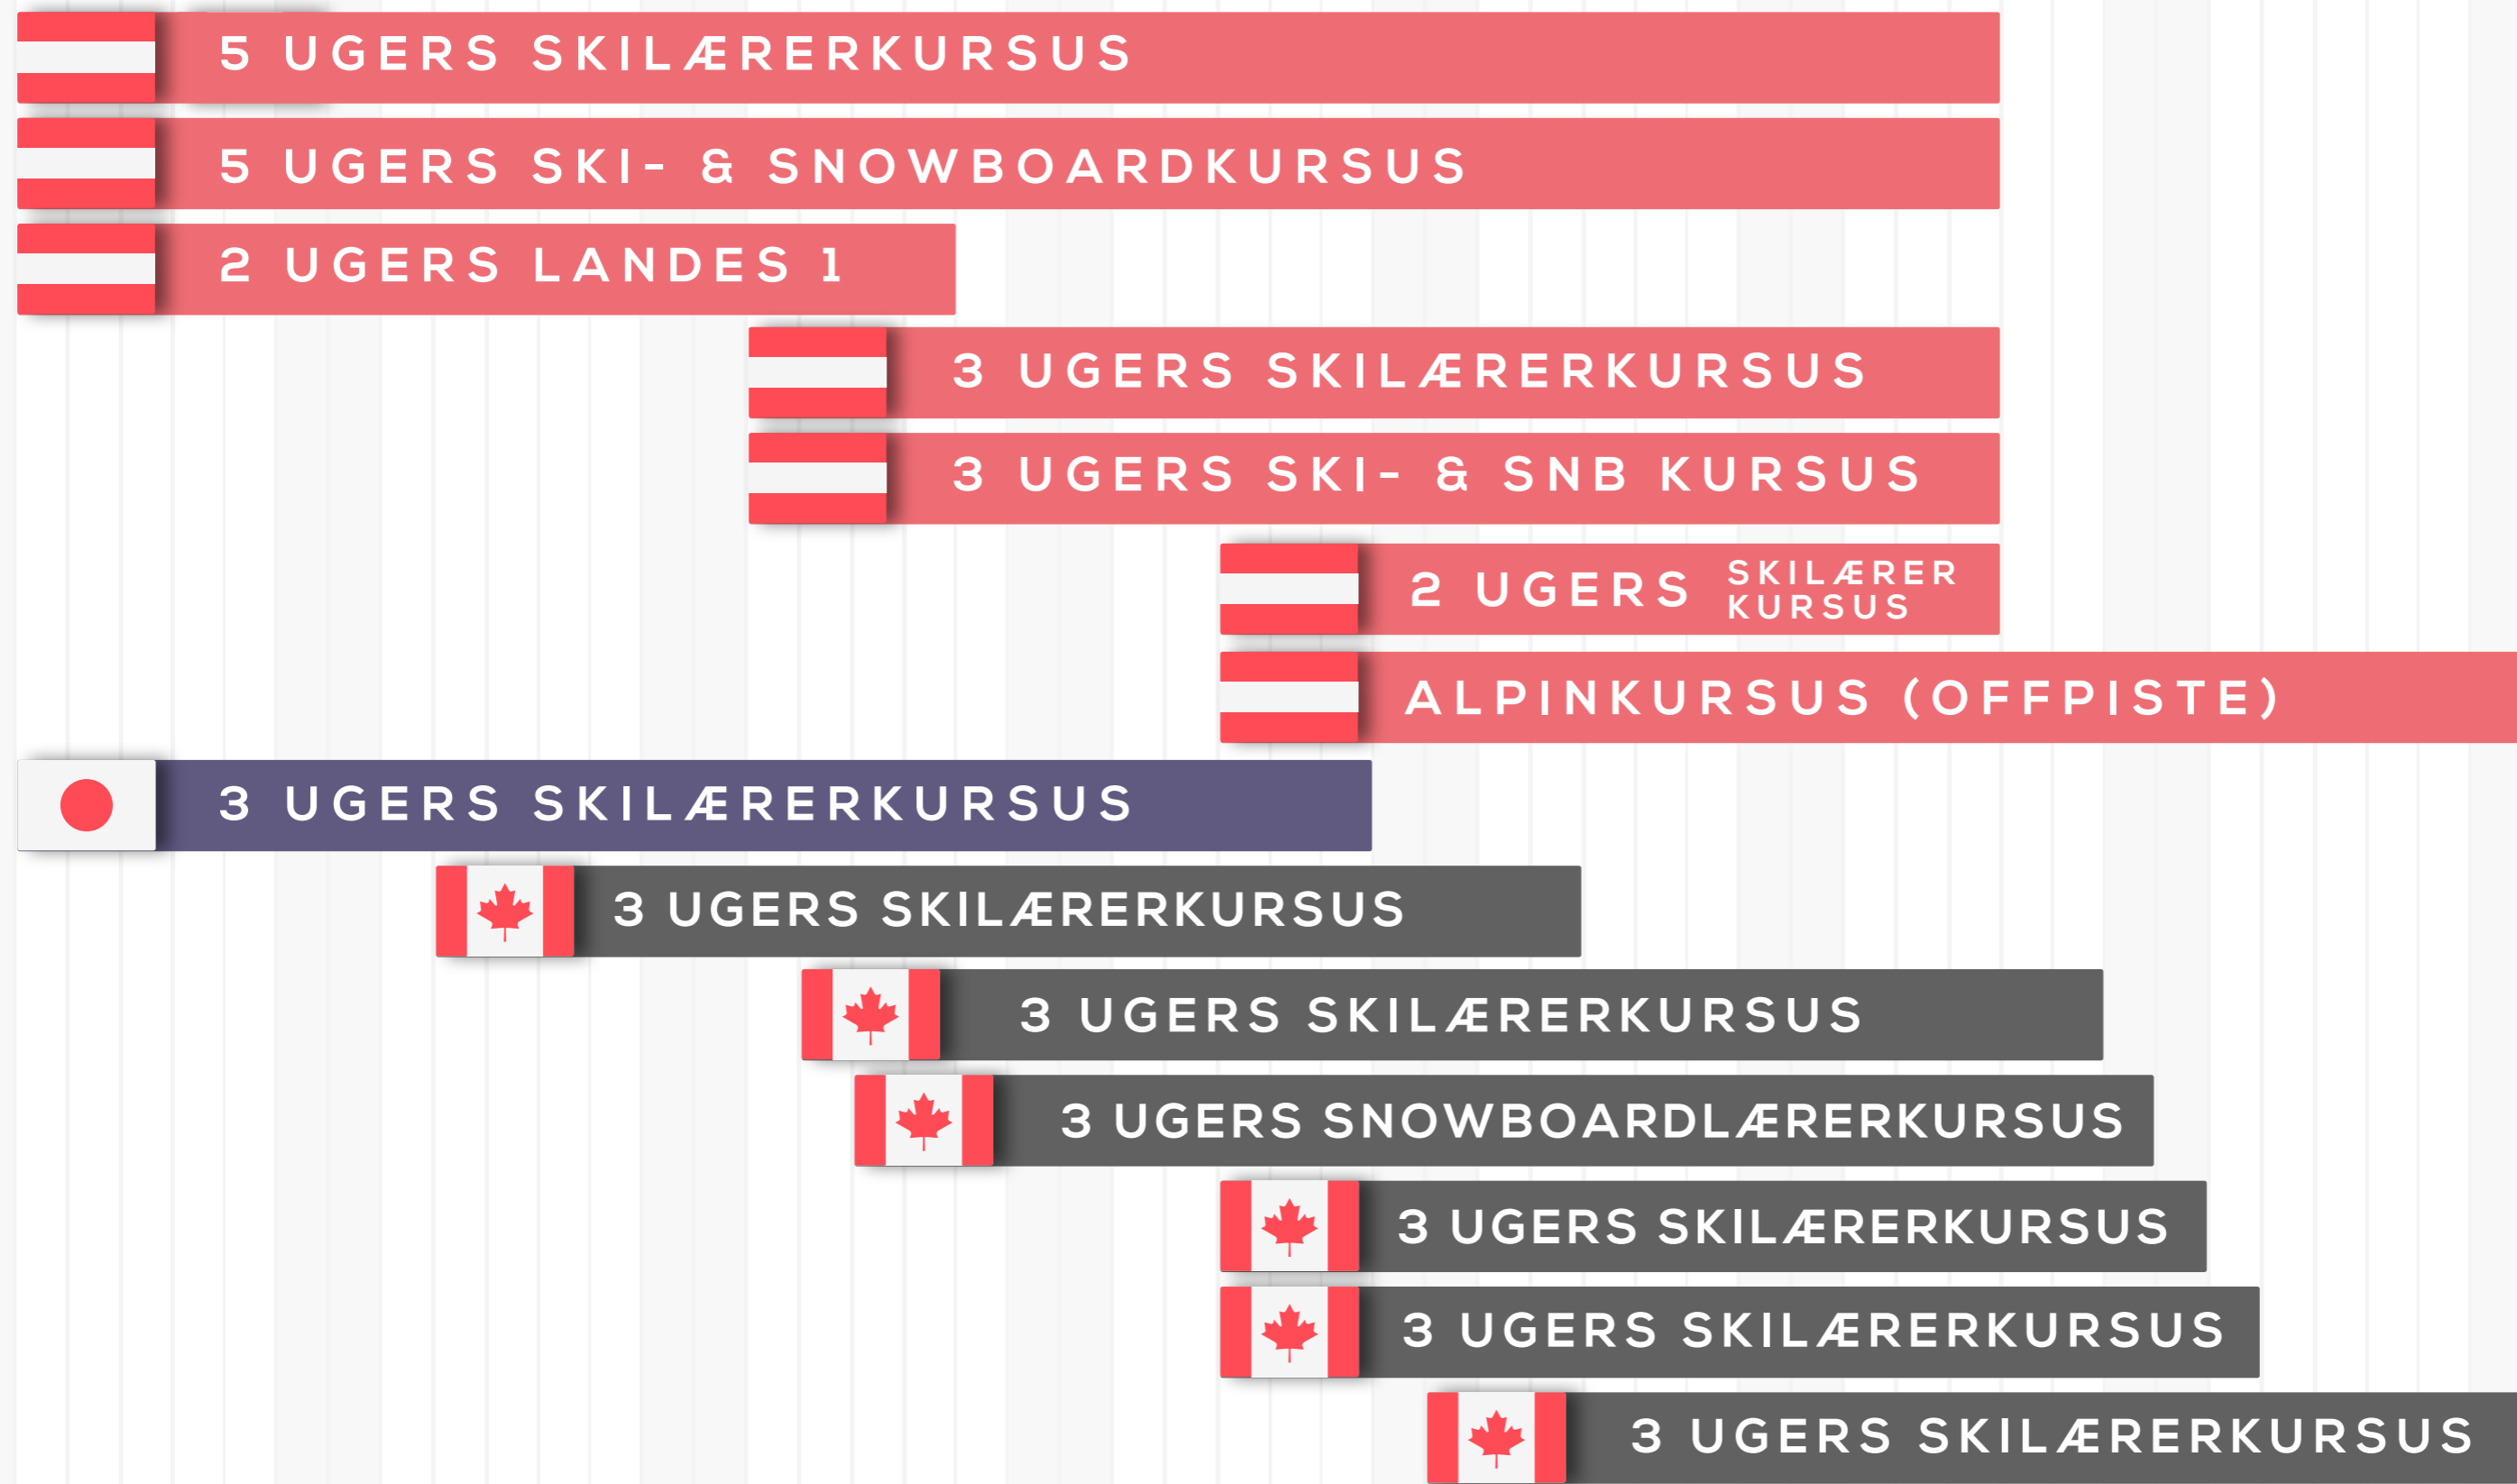 5 UGERS SKILÆRERKURSUS
5 UGERS SKI- & SNOWBOARDKURSUS
2 UGERS LANDES 1
3 UGERS SKILÆRERKURSUS
3 UGERS SKI- & SNB KURSUS
2 UGERS SKILÆRER
KURSUS
ALPINKURSUS (OFFPISTE)
3 UGERS SKILÆRERKURSUS
3 UGERS SKILÆRERKURSUS
3 UGERS SKILÆRERKURSUS
3 UGERS SNOWBOARDLÆRERKURSUS
3 UGERS SKILÆRERKURSUS
3 UGERS SKILÆRERKURSUS
3 UGERS SKILÆRERKURSUS